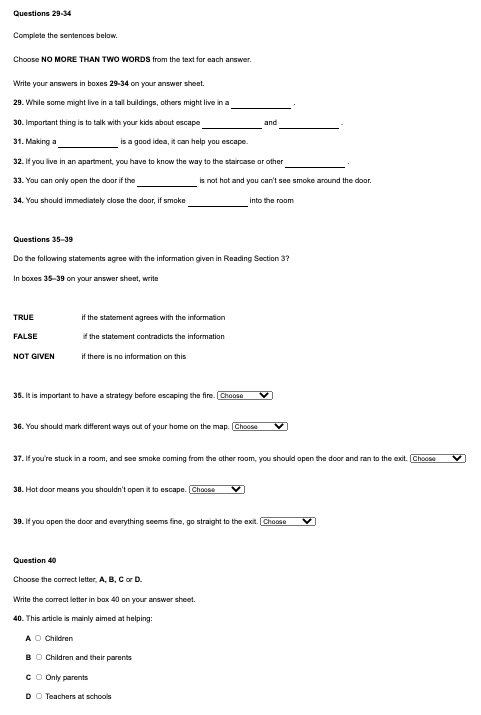 Questions 29-34
Complete the sentences below.
Choose NO MORE THAN TWO WORDS from the text for each answer.
Write your answers in boxes 29-34 on your answer sheet.
29. While some might live in a tall buildings, others might live in a ____________ .
30. Important thing is to talk with your kids about escape ____________ and ____________ .
31. Making a ____________ is a good idea, it can help you escape.
32. If you live in an apartment, you have to know the way to the staircase or other ____________ .
33. You can only open the door if the ____________ is not hot and you can't see smoke around the door.
34. You should immediately close the door, if smoke ____________ into the room
Questions 35–39
Do the following statements agree with the information given in Reading Section 3?
In boxes 35–39 on your answer sheet, write
TRUE if the statement agrees with the information
FALSE if the statement contradicts the information
NOT GIVEN if there is no information on this
35. It is important to have a strategy before escaping the fire. Choose
36. You should mark different ways out of your home on the map. Choose
37. If you're stuck in a room, and see smoke coming from the other room, you should open the door and ran to the exit. Choose
38. Hot door means you shouldn't open it to escape. Choose
39. If you open the door and everything seems fine, go straight to the exit. Choose
Question 40
Choose the correct letter, A, B, C or D.
Write the correct letter in box 40 on your answer sheet.
40. This article is mainly aimed at helping:
A Children
B Children and their parents
C Only parents
D Teachers at schools